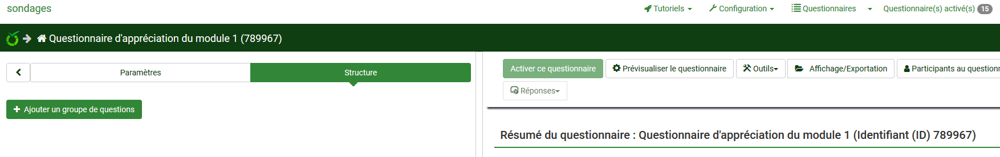 sondages
Tutoriels
Configuration
Questionnaires
Questionnaire(s) activé(s) 15
Questionnaire d'appréciation du module 1 (789967)
Paramètres
Structure
Activer ce questionnaire
Prévisualiser le questionnaire
Outils
Affichage/Exportation
Participants au
Réponses
+ Ajouter un groupe de questions
Résumé du questionnaire : Questionnaire d'appréciation du module 1 (Identifiant (ID) 789967)